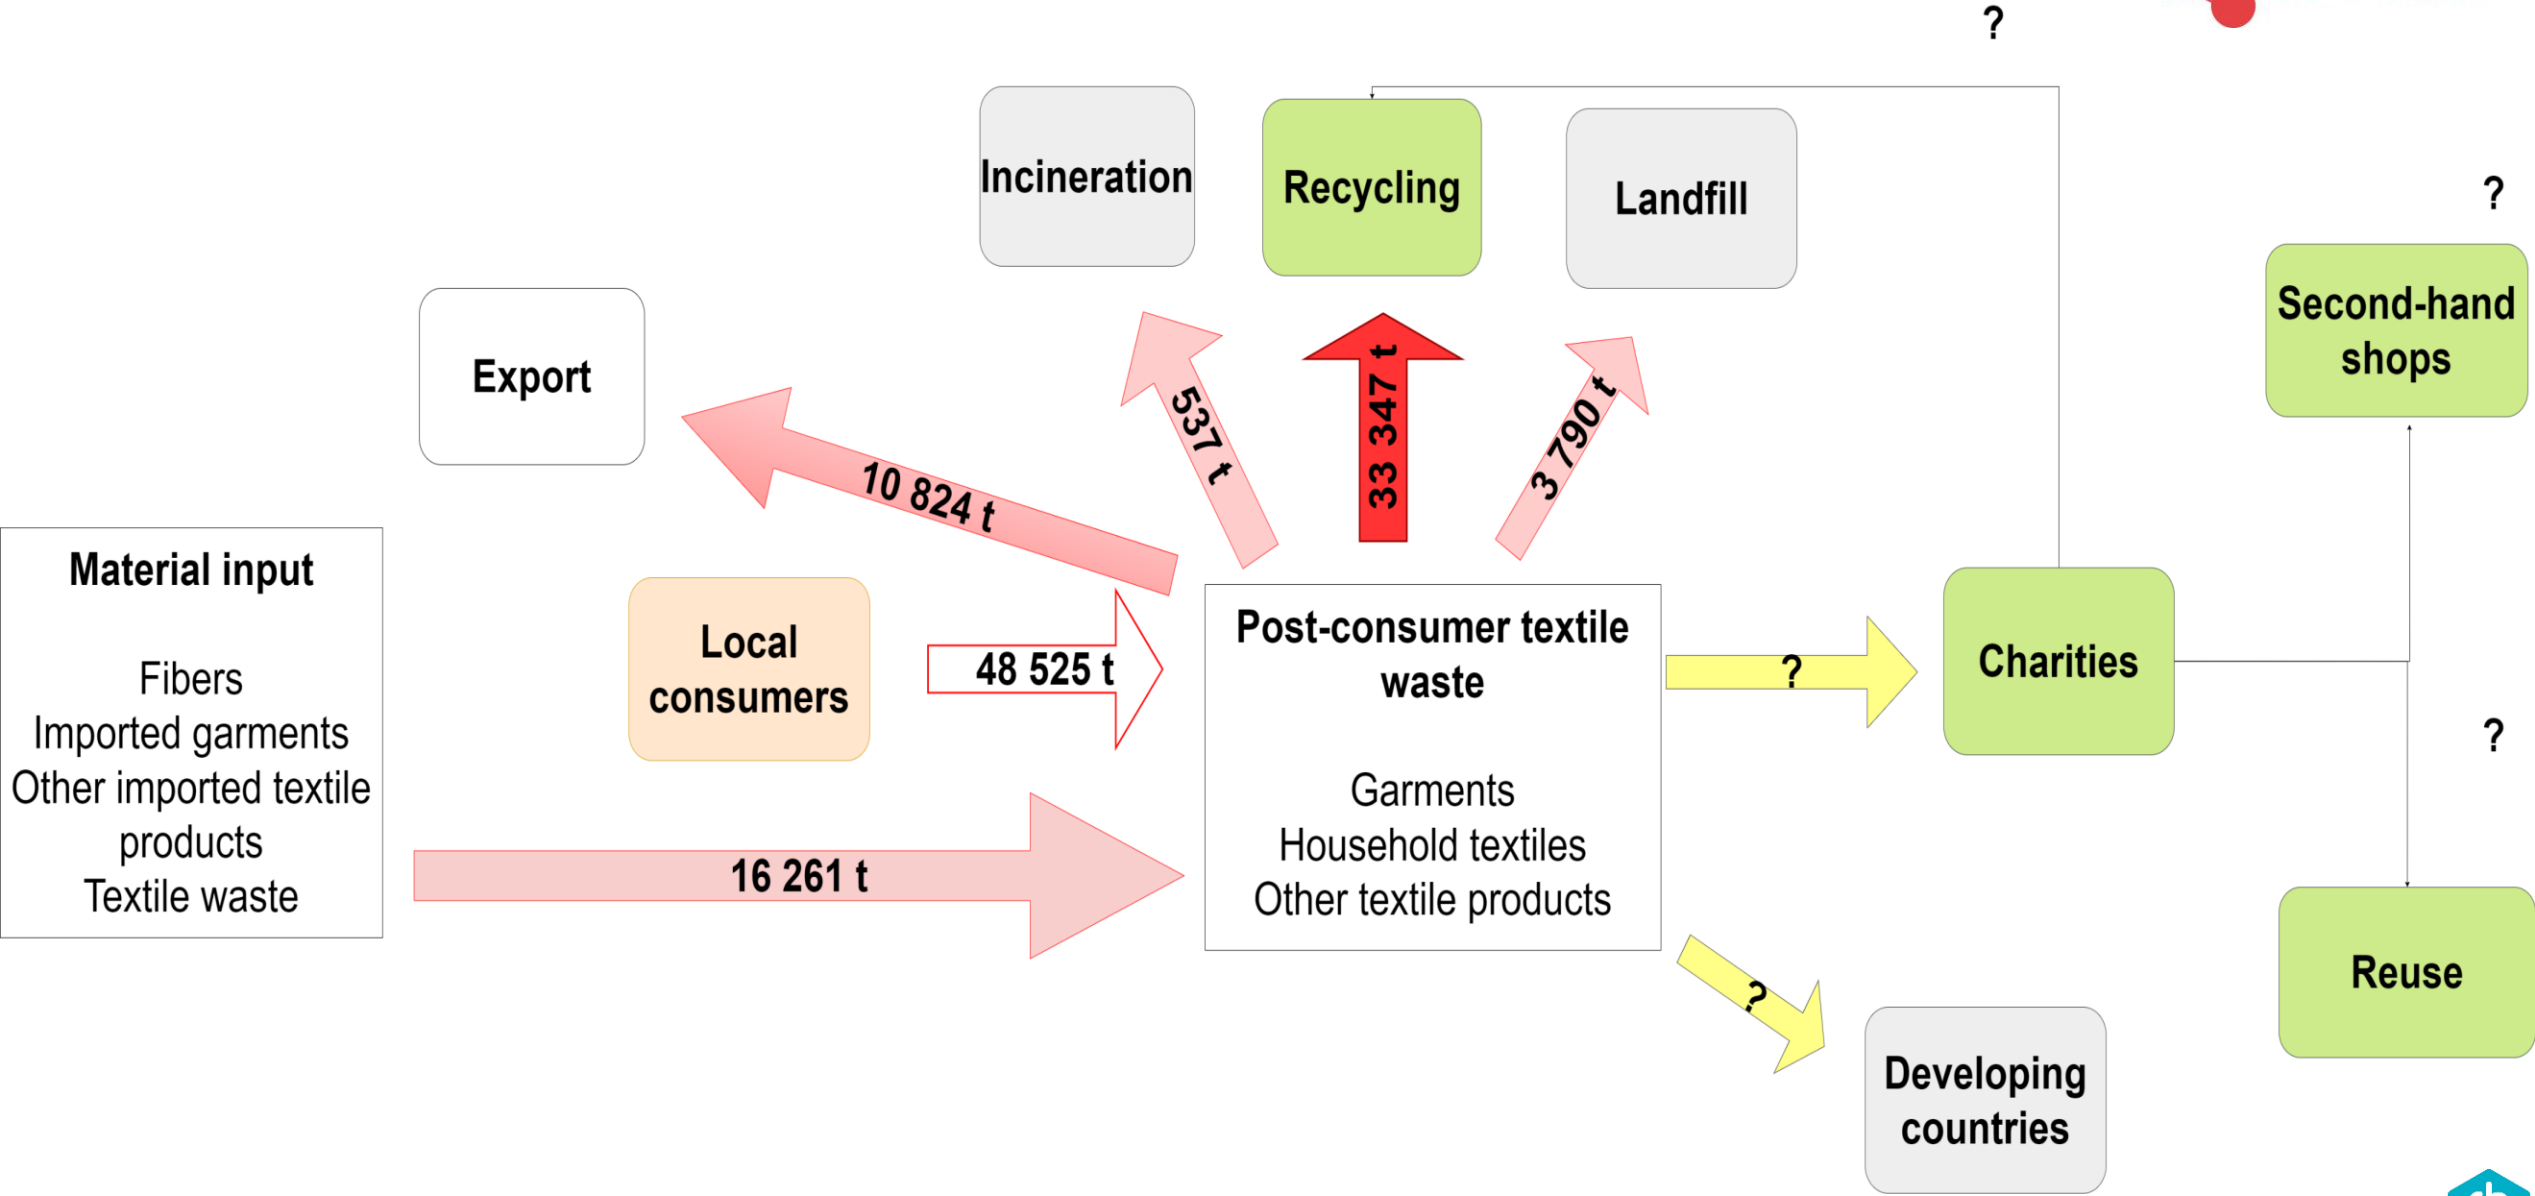 ?
Incineration
Recycling
Landfill
?
Second-hand
shops
Export
537 t
33 347 t
3 790 t
10 824 t
Material input
Fibers
Imported garments
Other imported textile
products
Textile waste
Local
consumers
48 525 t
16 261 t
Post-consumer textile
waste
Garments
Household textiles
Other textile products
?
Charities
?
?
Developing
countries
Reuse